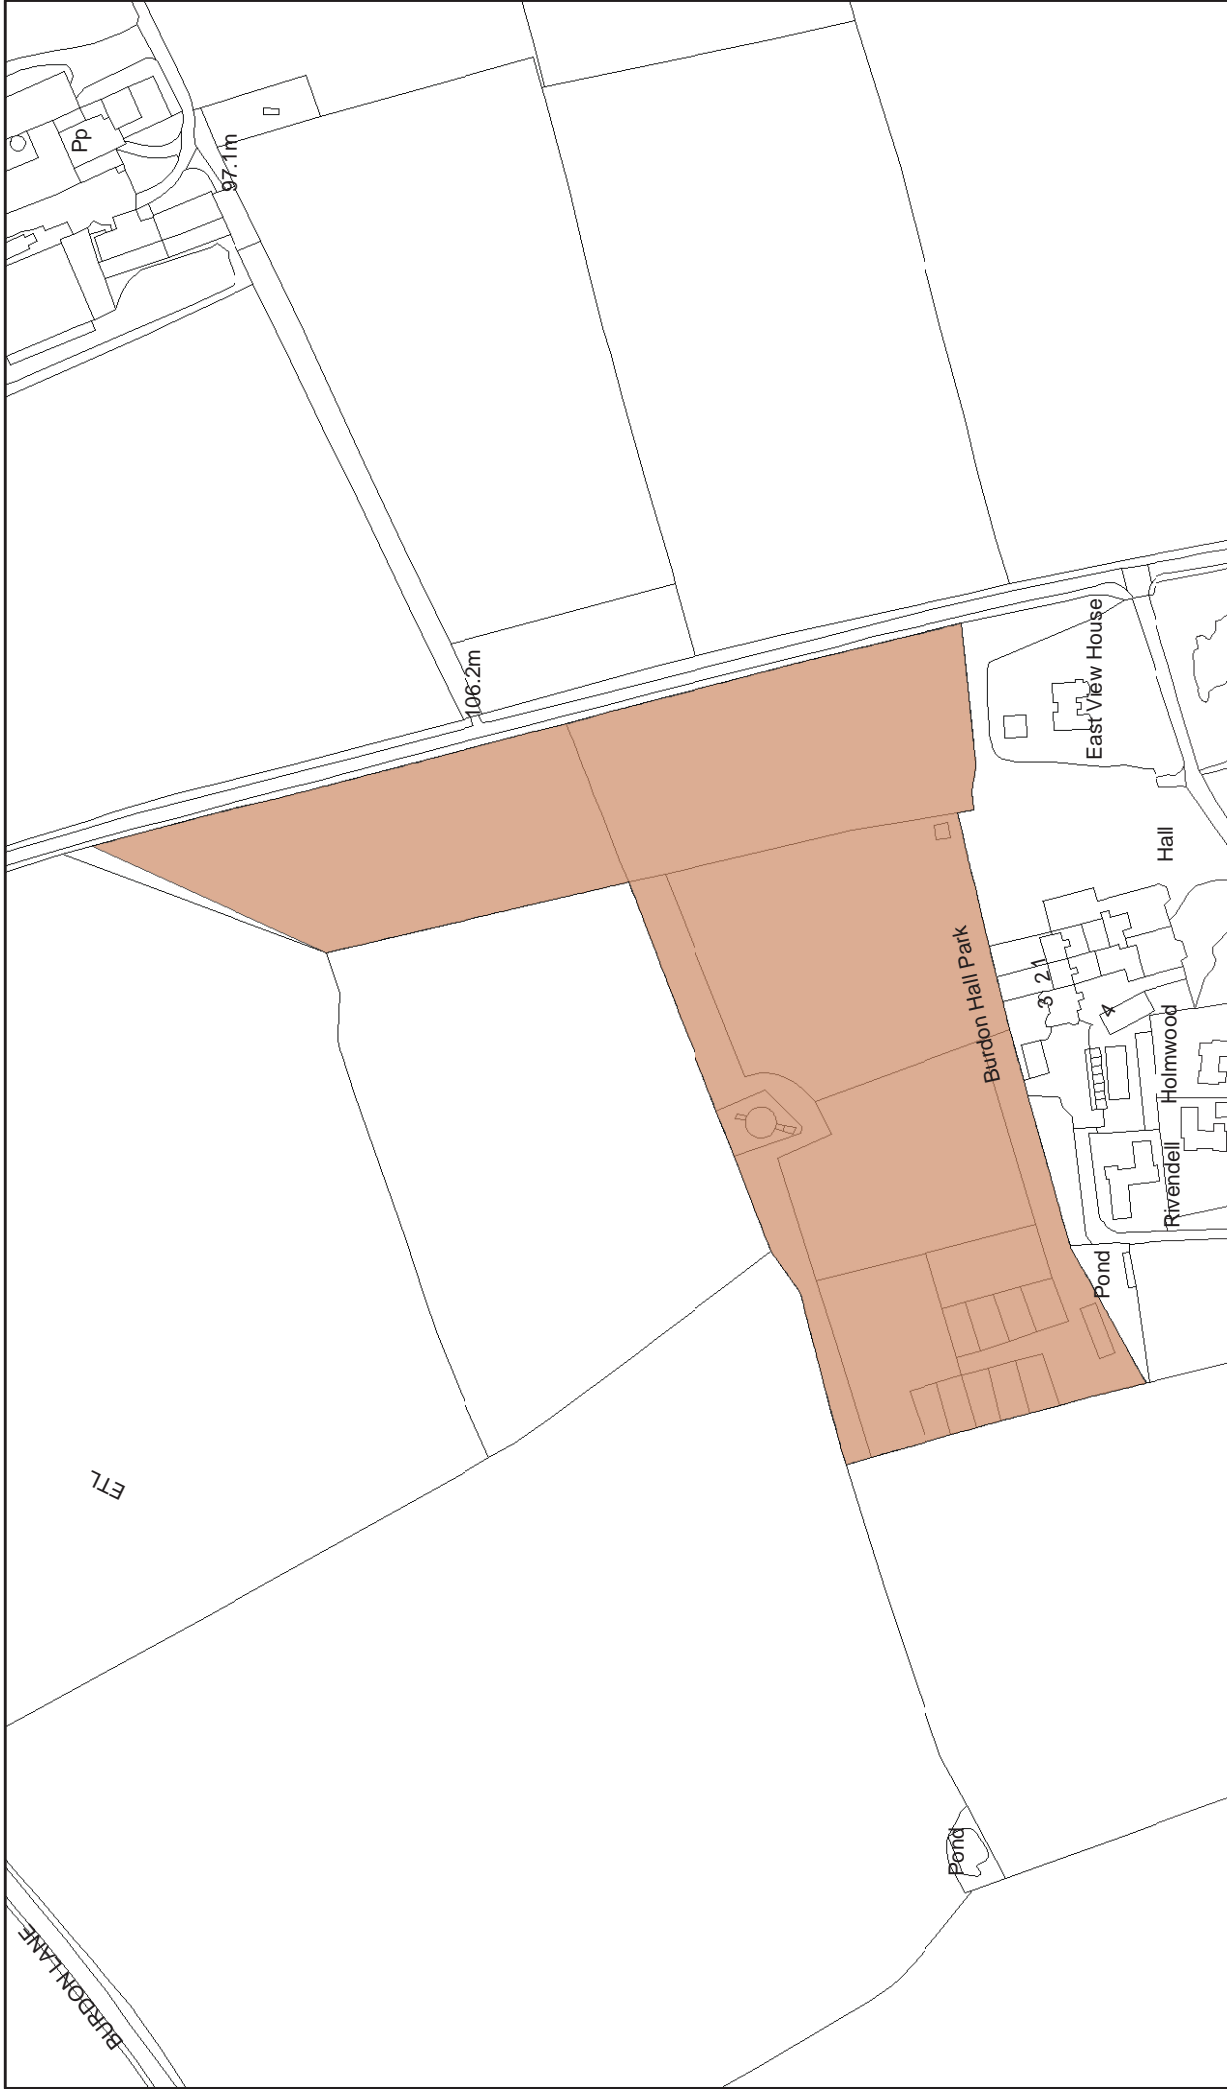 BURDON LANE
ETL
Pp
97.1m
106.2m
Pond
Burdon Hall Park
Pond
3
2
1
4
Rivendell
Holmwood
Hall
East View House